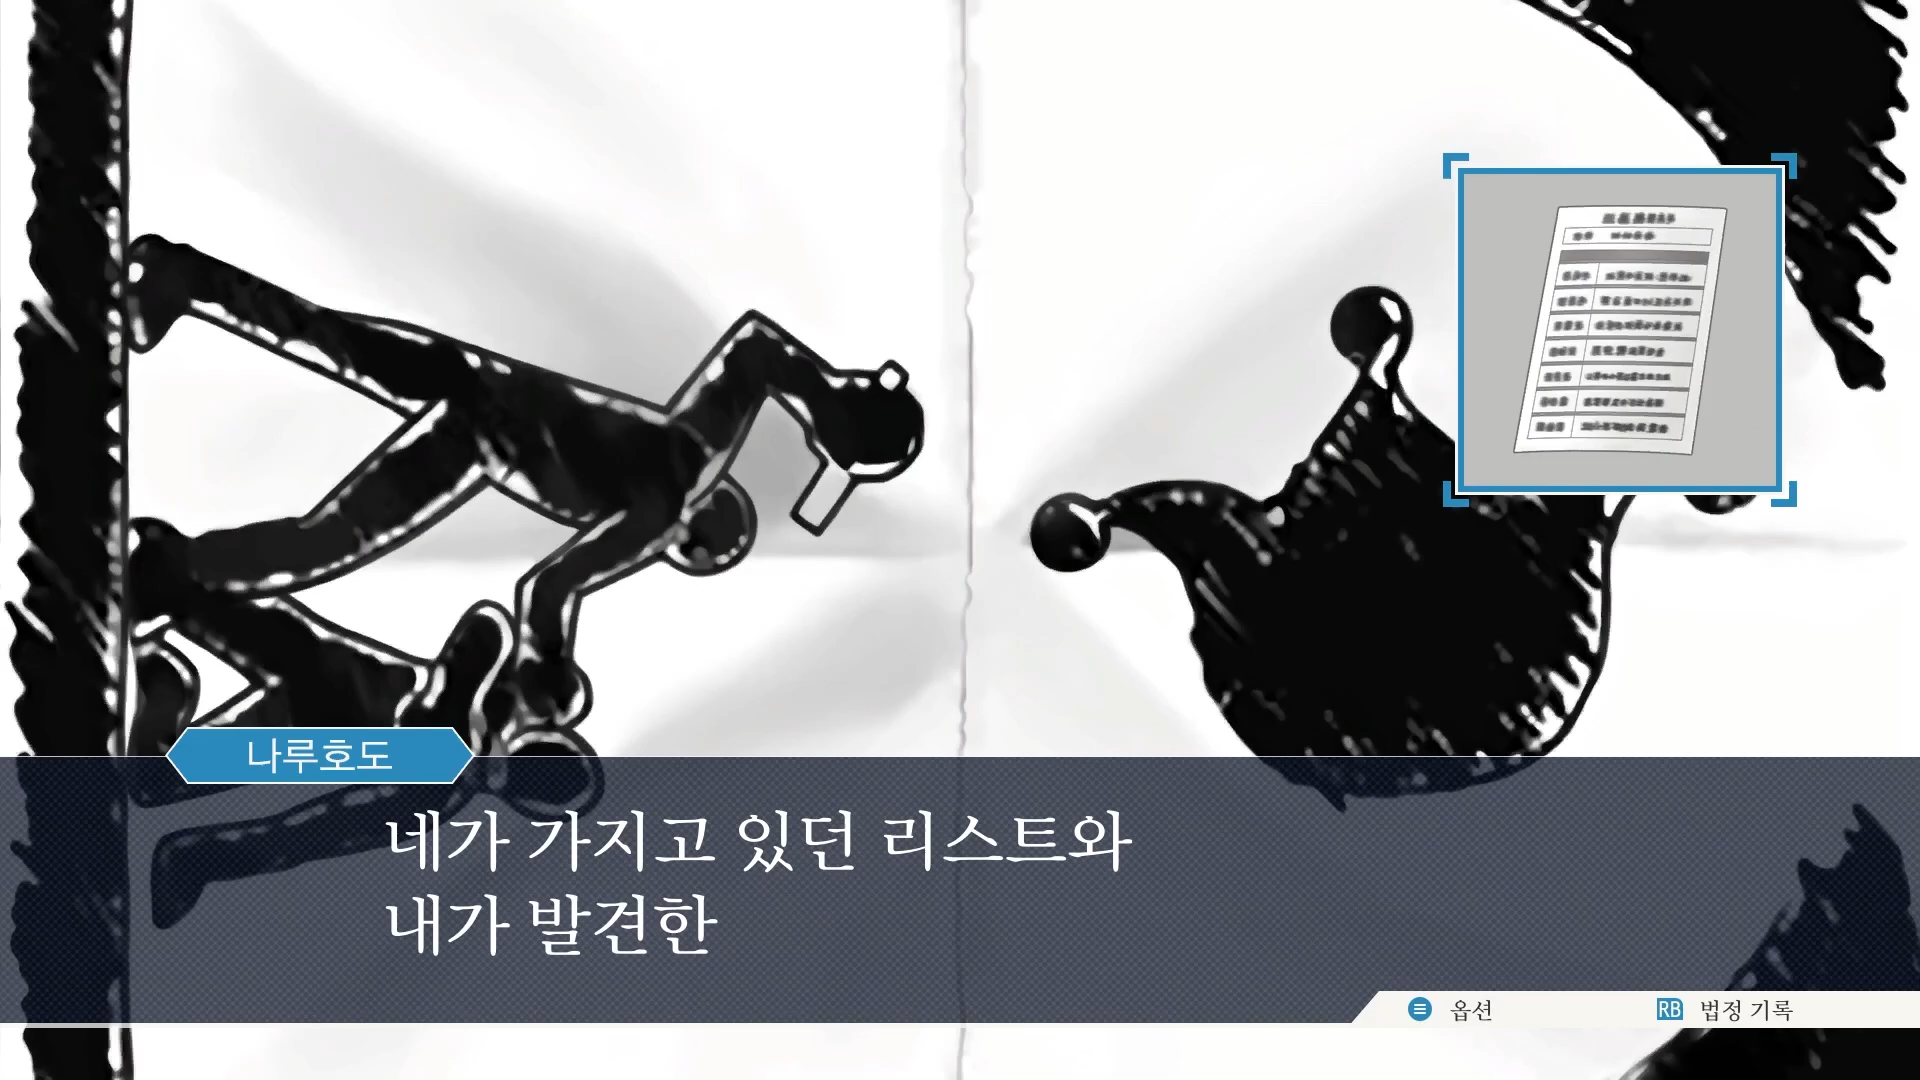 나루호도
네가 가지고 있던 리스트와
내가 발견한
옵션
RB 법정 기록